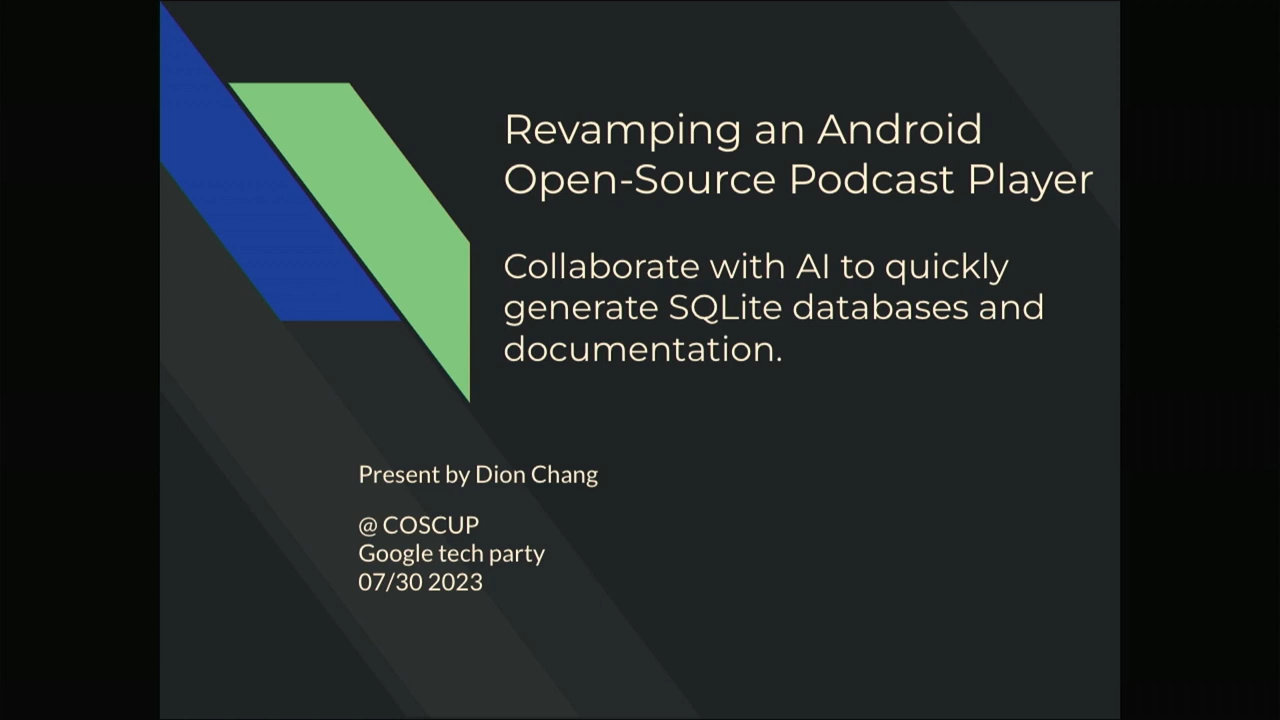 Revamping an Android
Open-Source Podcast Player
Collaborate with AI to quickly
generate SQLite databases and
documentation.
Present by Dion Chang
@ COSCUP
Google tech party
07/30 2023